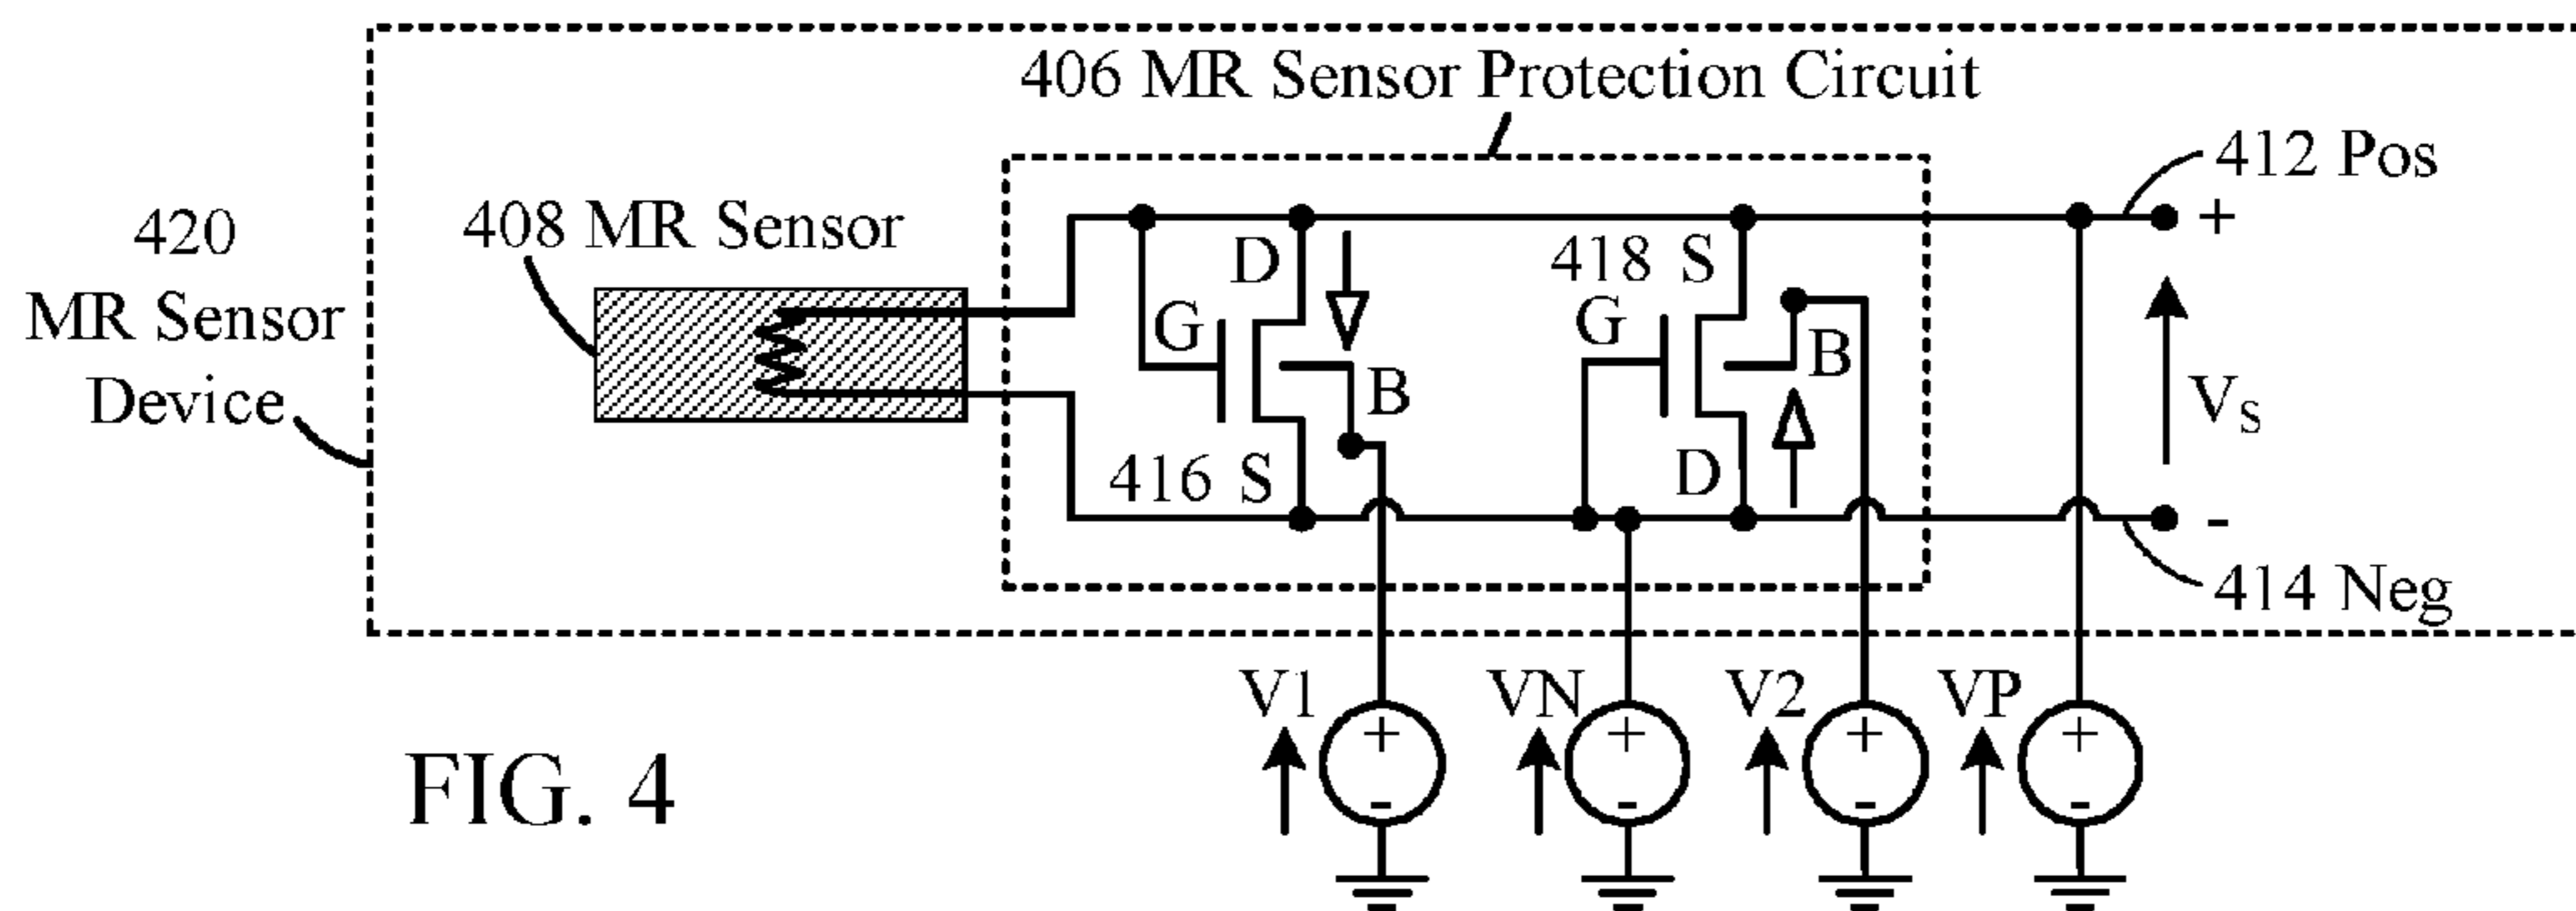 406 MR Sensor Protection Circuit
412 Pos
+
420
MR Sensor
Device
408 MR Sensor
D
G
B
416 S
418 S
G
B
D
V_S
-
414 Neg
V1
VN
V2
VP
+
+
+
+
-
-
-
-
FIG. 4